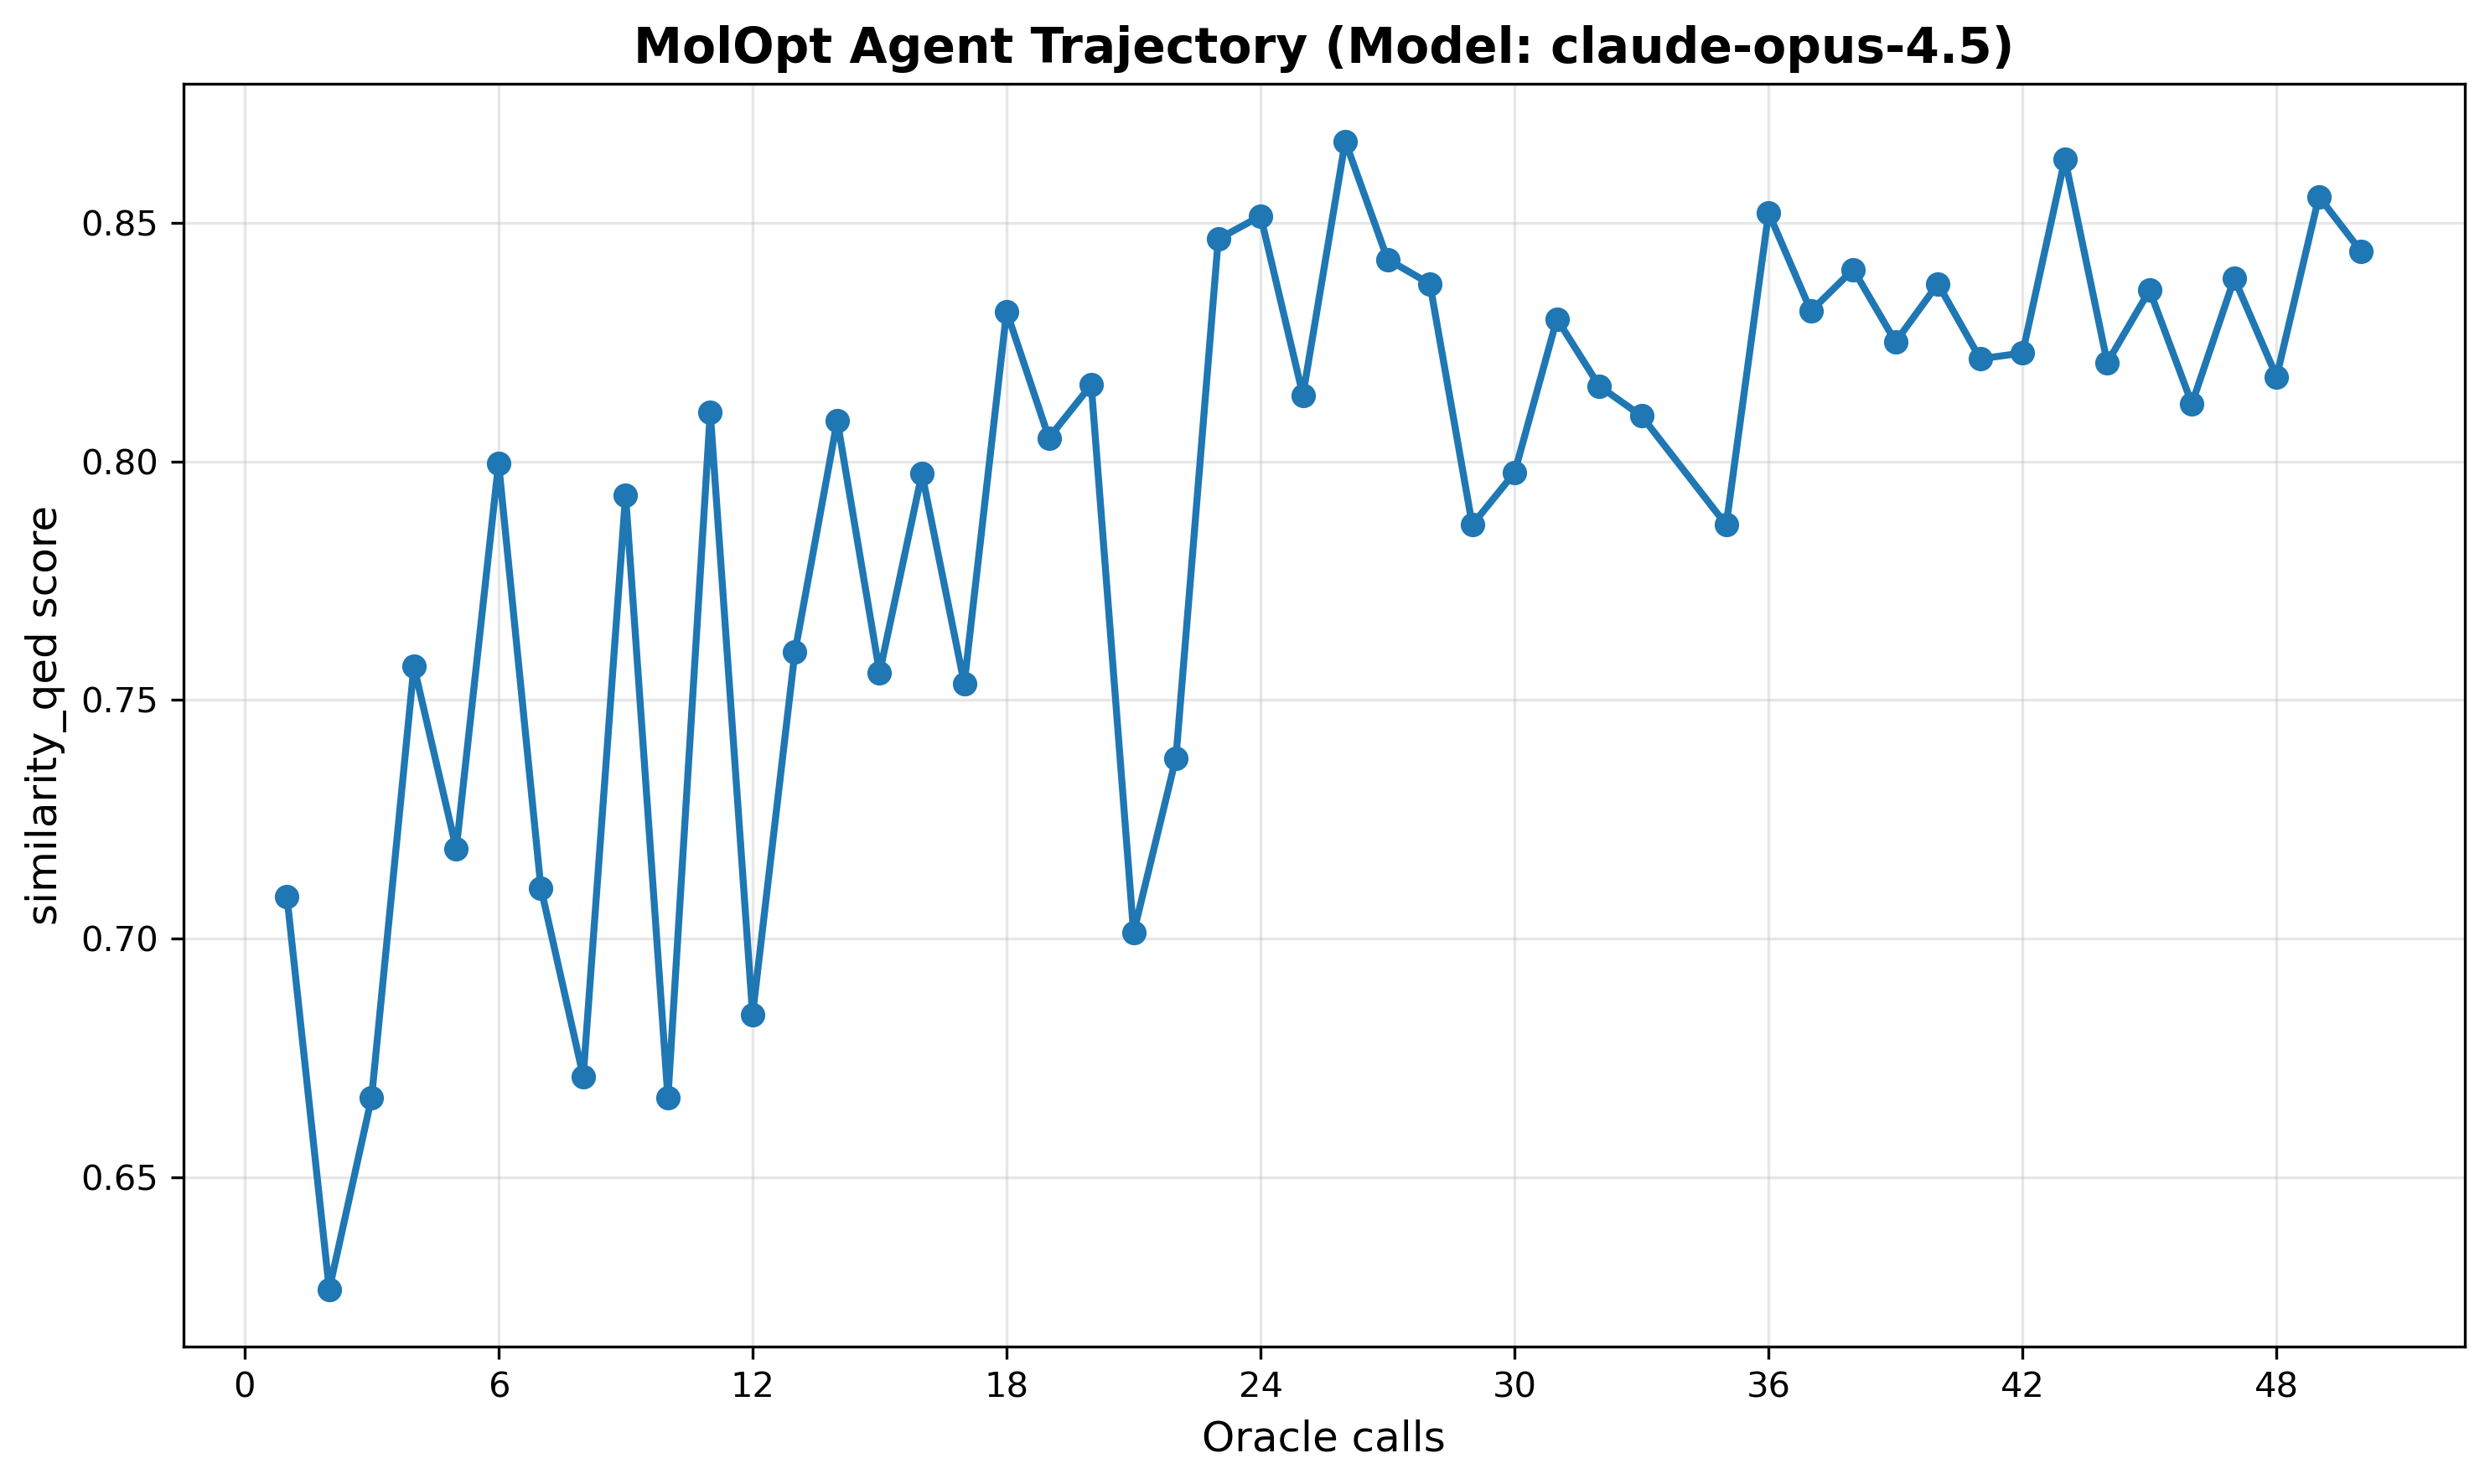 MolOpt Agent Trajectory (Model: claude-opus-4.5)
similarity_qed score
0.85
0.80
0.75
0.70
0.65
0 6 12 18 24 30 36 42 48
Oracle calls